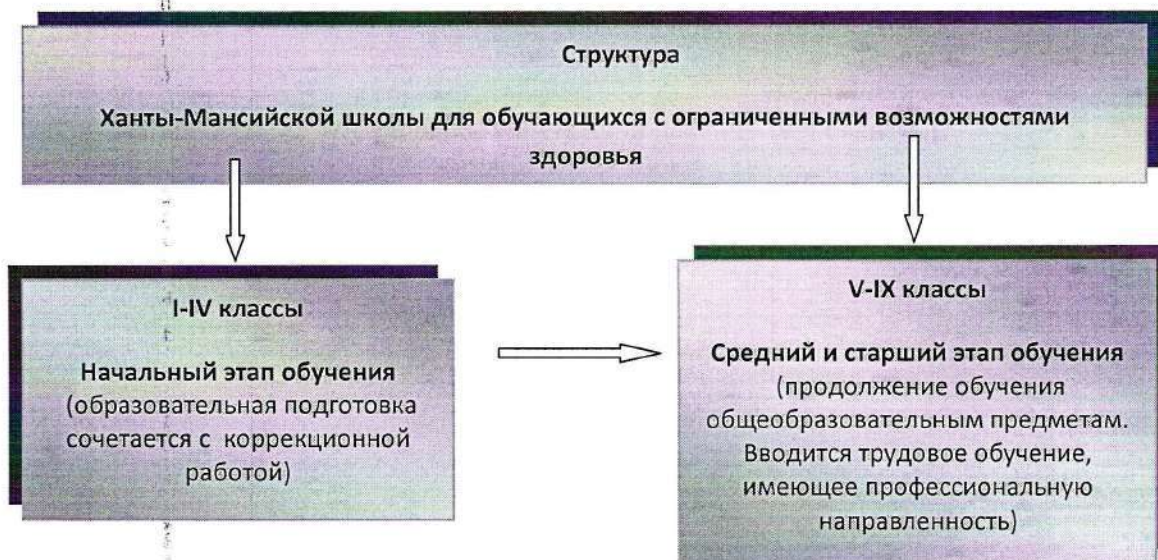 Структура
Ханты-Мансийской школы для обучающихся с ограниченными возможностями
здоровья
I-IV классы
Начальный этап обучения
(образовательная подготовка
сочетается с коррекционной
работой)
V-IX классы
Средний и старший этап обучения
(продолжение обучения
общеобразовательным предметам.
Вводится трудовое обучение,
имеющее профессиональную
направленность)